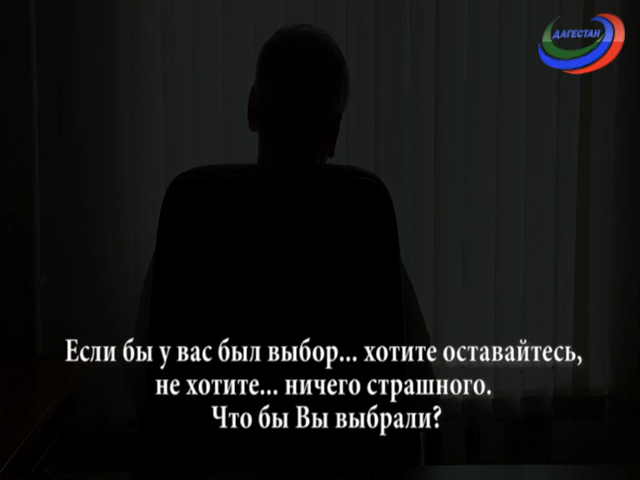 ДАГЕСТАН
Если бы у вас был выбор... хотите оставайтесь,
не хотите... ничего страшного.
Что бы Вы выбрали?